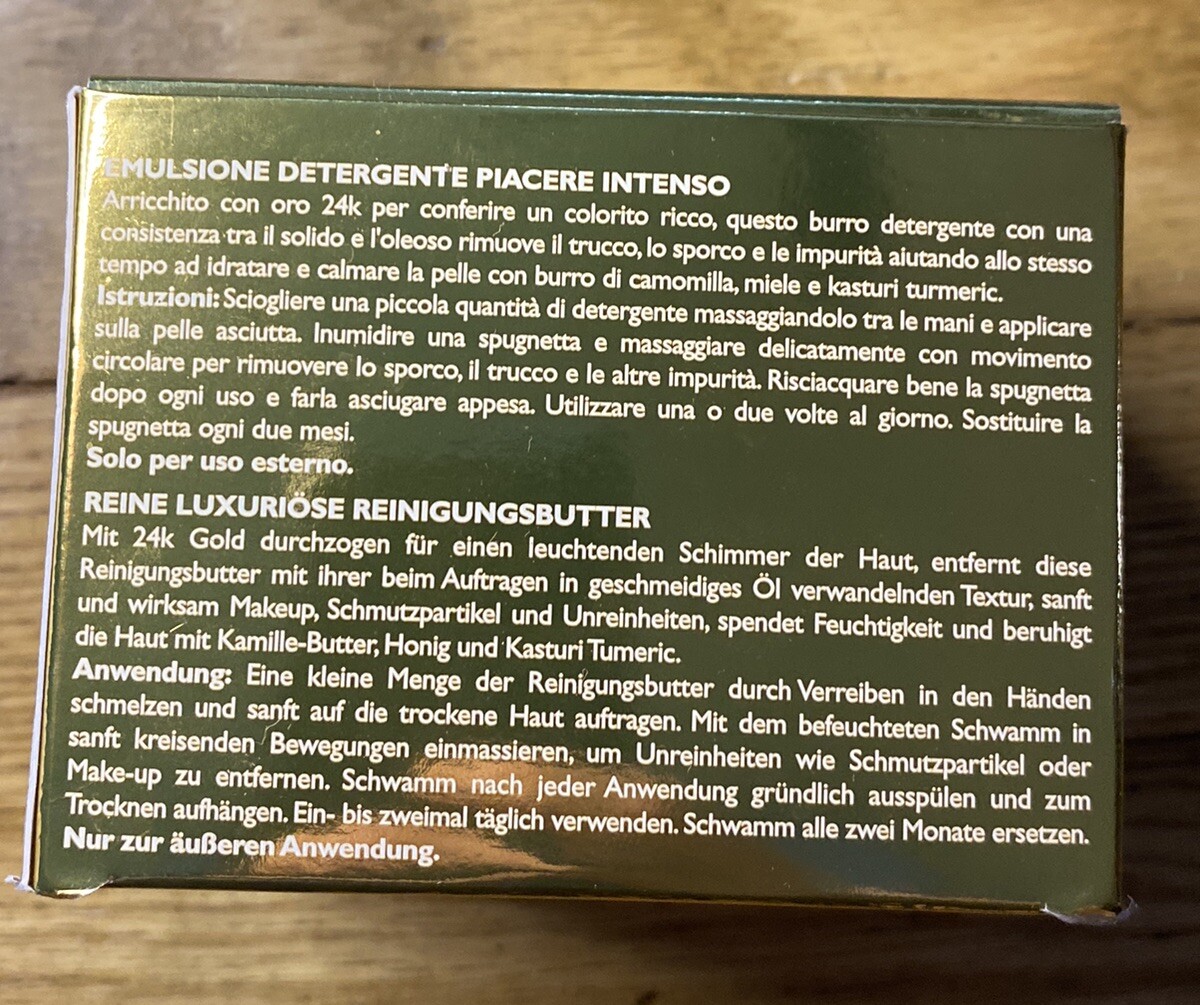 EMULSIONE DETERGENTE PIACERE INTENSO
Arricchito con oro 24k per conferire un colorito ricco, questo burro detergente con una
consistenza tra il solido e l'oleoso rimuove il trucco, lo sporco e le impurità aiutando allo stesso
tempo ad idratare e calmare la pelle con burro di camomilla, miele e kasturi turmeric.
Istruzioni: Sciogliere una piccola quantità di detergente massaggiandolo tra le mani e applicare
sulla pelle asciutta. Inumidire una spugnetta e massaggiare delicatamente con movimento
circolare per rimuovere lo sporco, il trucco e le altre impurità. Risciacquare bene la spugnetta
dopo ogni uso e farla asciugare appesa. Utilizzare una o due volte al giorno. Sostituire la
spugnetta ogni due mesi.
Solo per uso esterno.
REINE LUXURIÖSE REINIGUNGSBUTTER
Mit 24k Gold durchzogen für einen leuchtenden Schimmer der Haut, entfernt diese
Reinigungsbutter mit ihrer beim Auftragen in geschmeidiges Öl verwandelnden Textur, sanft
und wirksam Makeup, Schmutzpartikel und Unreinheiten, spendet Feuchtigkeit und beruhigt
die Haut mit Kamille-Butter, Honig und Kasturi Tumeric.
Anwendung: Eine kleine Menge der Reinigungsbutter durch Verreiben in den Händen
schmelzen und sanft auf die trockene Haut auftragen. Mit dem befeuchteten Schwamm in
sanft kreisenden Bewegungen einmassieren, um Unreinheiten wie Schmutzpartikel oder
Make-up zu entfernen. Schwamm nach jeder Anwendung gründlich ausspülen und zum
Trocknen aufhängen. Ein- bis zweimal täglich verwenden. Schwamm alle zwei Monate ersetzen.
Nur zur äußeren Anwendung.